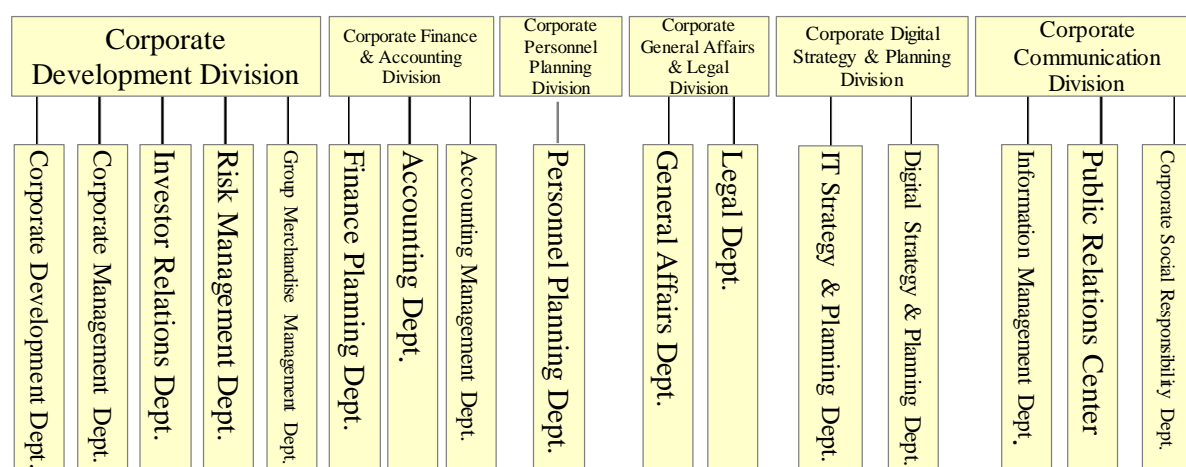 Corporate
Development Division
Corporate Finance
& Accounting
Division
Corporate
Personnel
Planning
Division
Corporate
General Affairs
& Legal
Division
Corporate Digital
Strategy & Planning
Division
Corporate
Communication
Division
Corporate Development Dept.
Corporate Management Dept.
Investor Relations Dept.
Risk Management Dept.
Group Merchandise Management Dept.
Finance Planning Dept.
Accounting Dept.
Accounting Management Dept.
Personnel Planning Dept.
General Affairs Dept.
Legal Dept.
IT Strategy & Planning Dept.
Digital Strategy & Planning Dept.
Information Management Dept.
Public Relations Center
Corporate Social Responsibility Dept.